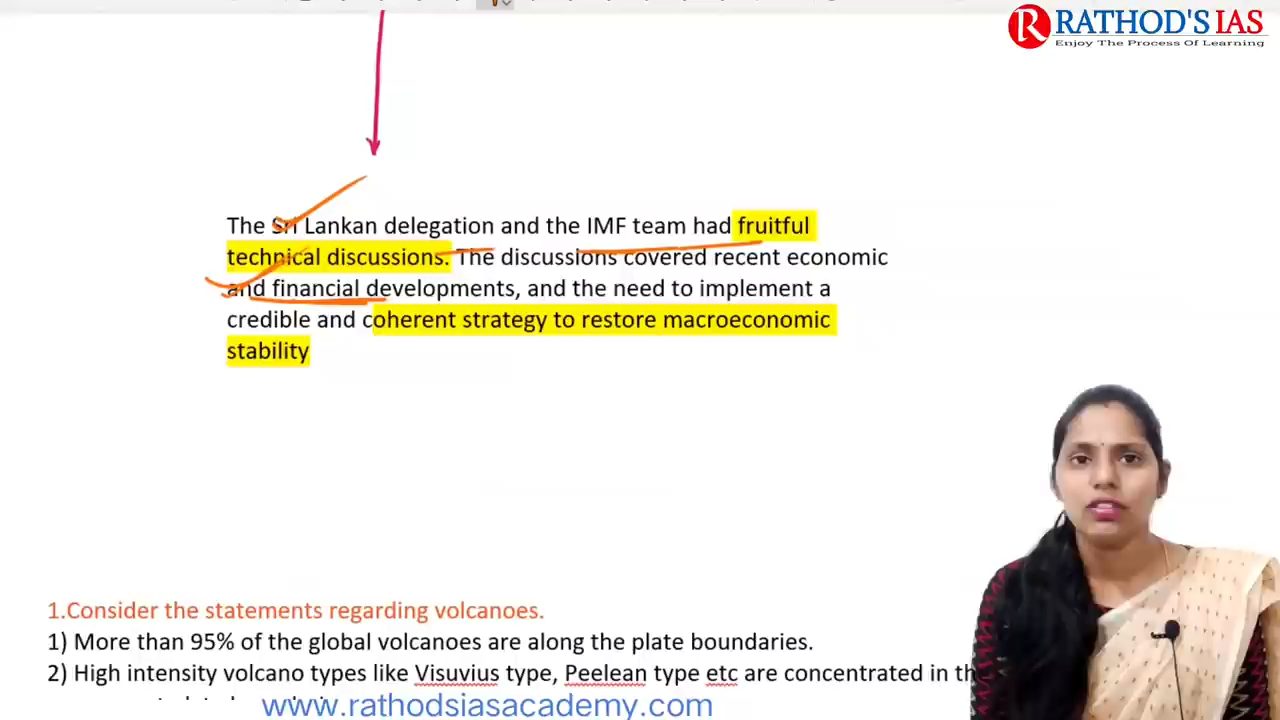 RATHOD'S IAS
Enjoy The Process Of Learning
The Sri Lankan delegation and the IMF team had fruitful
technical discussions. The discussions covered recent economic
and financial developments, and the need to implement a
credible and coherent strategy to restore macroeconomic
stability
1.Consider the statements regarding volcanoes.
1) More than 95% of the global volcanoes are along the plate boundaries.
2) High intensity volcano types like Visuvius type, Peelean type etc are concentrated in
www.rathodsiasacademy.com